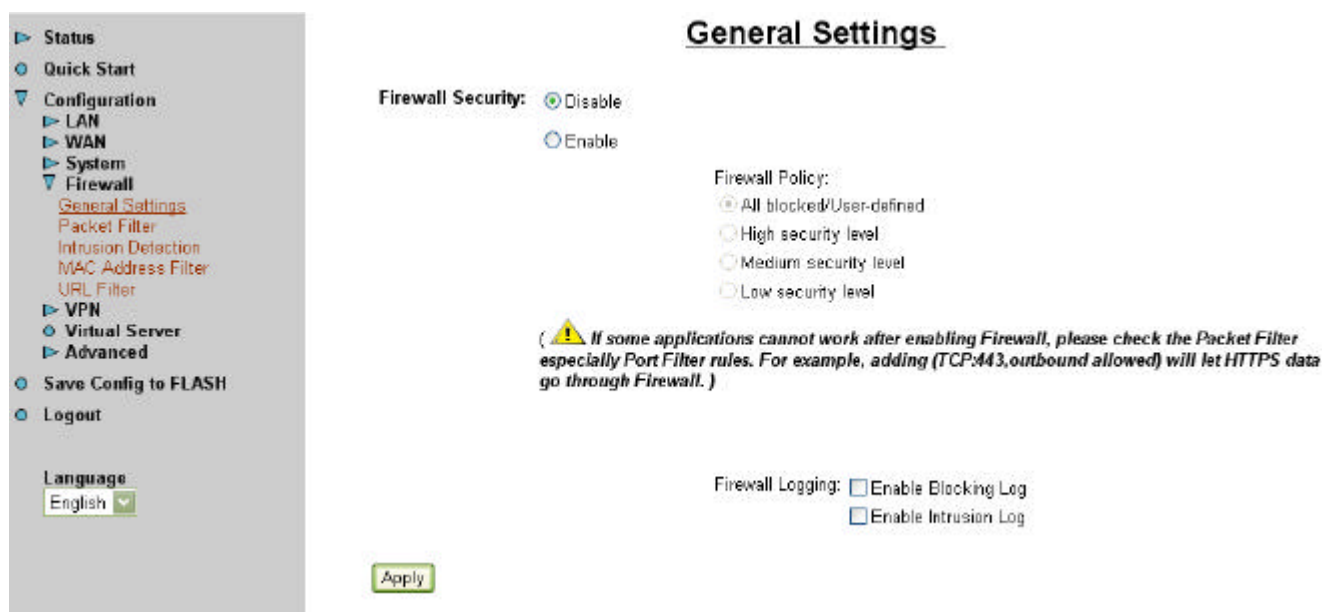 Status
Quick Start
Configuration
LAN
WAN
System
Firewall
General Settings
Packet Filter
Intrusion Detection
MAC Address Filter
URL Filter
VPN
Virtual Server
Advanced
Save Config to FLASH
Logout
Language
English
General Settings
Firewall Security:
Disable
Enable
Firewall Policy:
All blocked/User-defined
High security level
Medium security level
Low security level
( If some applications cannot work after enabling Firewall, please check the Packet Filter
especially Port Filter rules. For example, adding (TCP:443,outbound allowed) will let HTTPS data
go through Firewall. )
Firewall Logging: Enable Blocking Log
Enable Intrusion Log
Apply